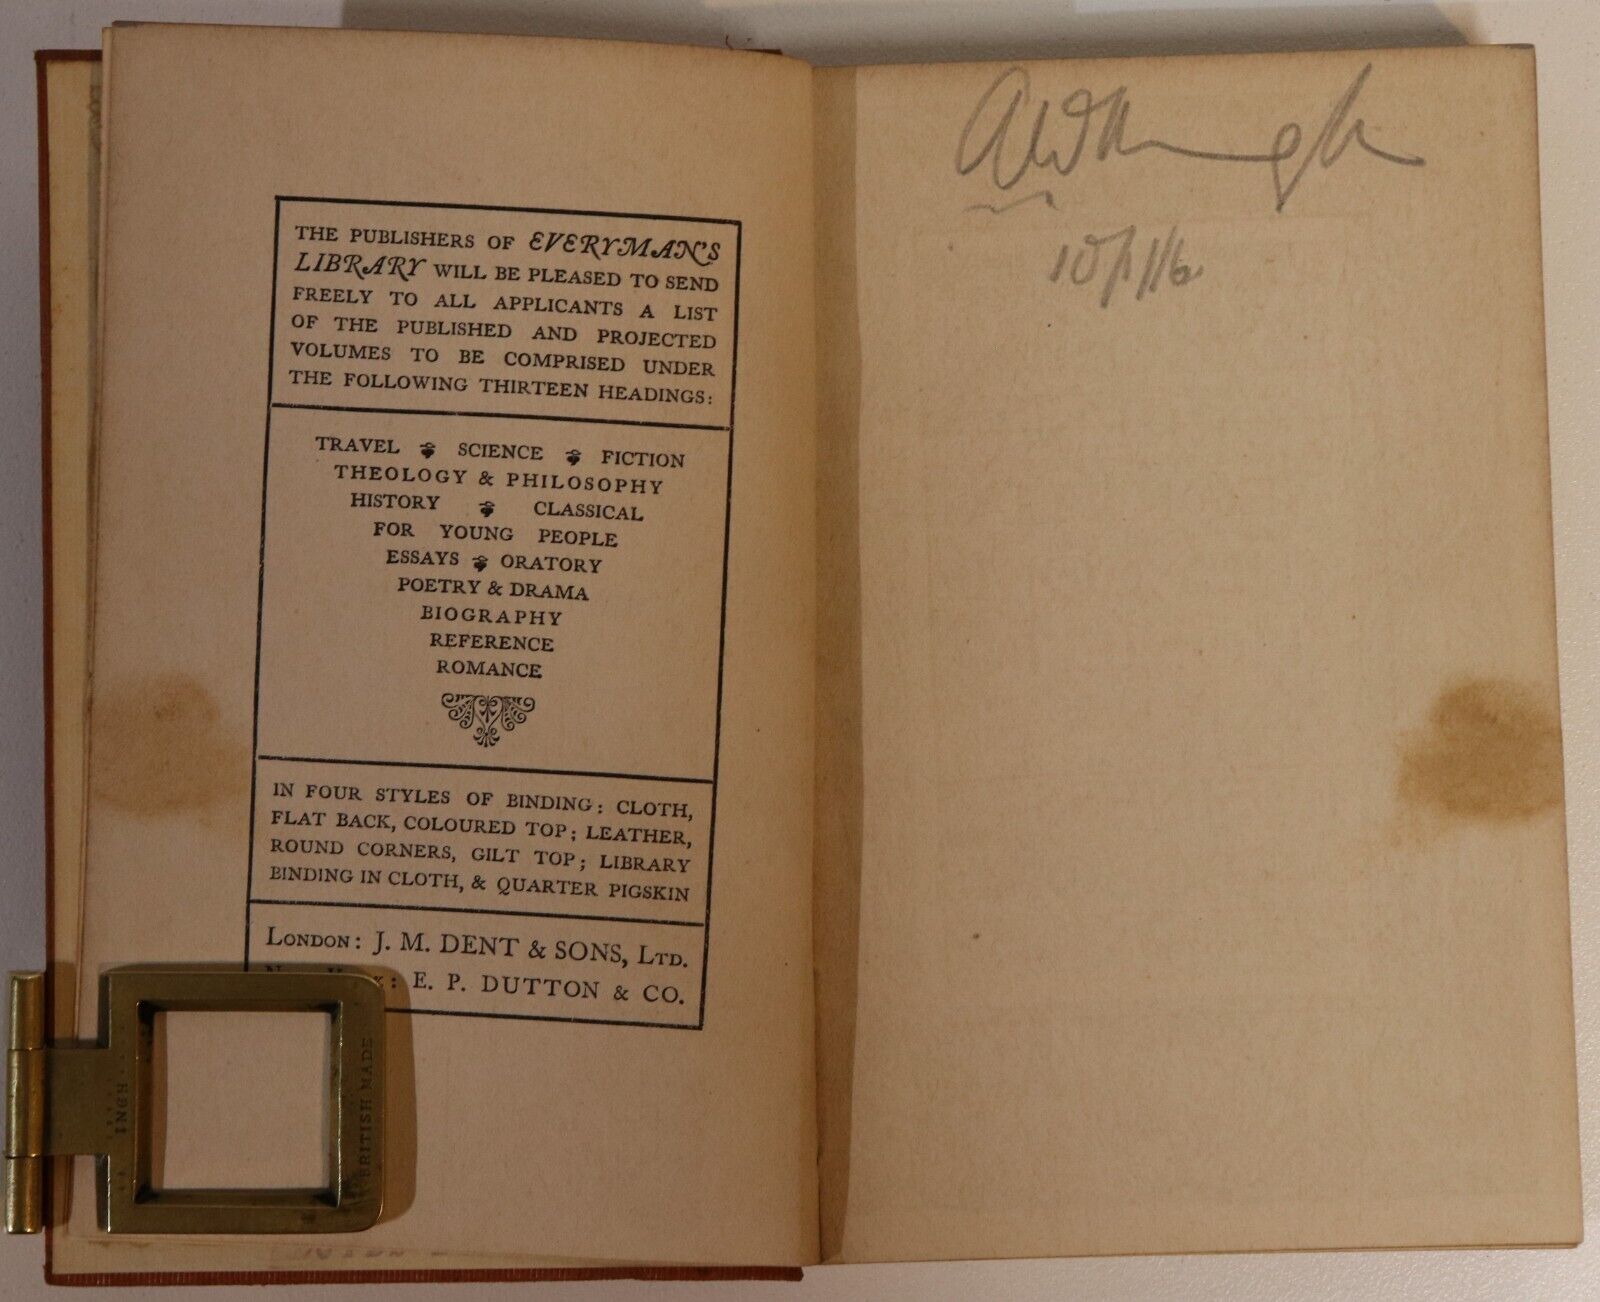 THE PUBLISHERS OF EVERYMAN'S
LIBRARY WILL BE PLEASED TO SEND
FREELY TO ALL APPLICANTS A LIST
OF THE PUBLISHED AND PROJECTED
VOLUMES TO BE COMPRISED UNDER
THE FOLLOWING THIRTEEN HEADINGS:
TRAVEL SCIENCE FICTION
THEOLOGY & PHILOSOPHY
HISTORY CLASSICAL
FOR YOUNG PEOPLE
ESSAYS ORATORY
POETRY & DRAMA
BIOGRAPHY
REFERENCE
ROMANCE
IN FOUR STYLES OF BINDING: CLOTH,
FLAT BACK, COLOURED TOP; LEATHER,
ROUND CORNERS, GILT TOP; LIBRARY
BINDING IN CLOTH, & QUARTER PIGSKIN
LONDON: J. M. DENT & SONS, LTD.
E. P. DUTTON & CO.
INGH
BRITISH MADE